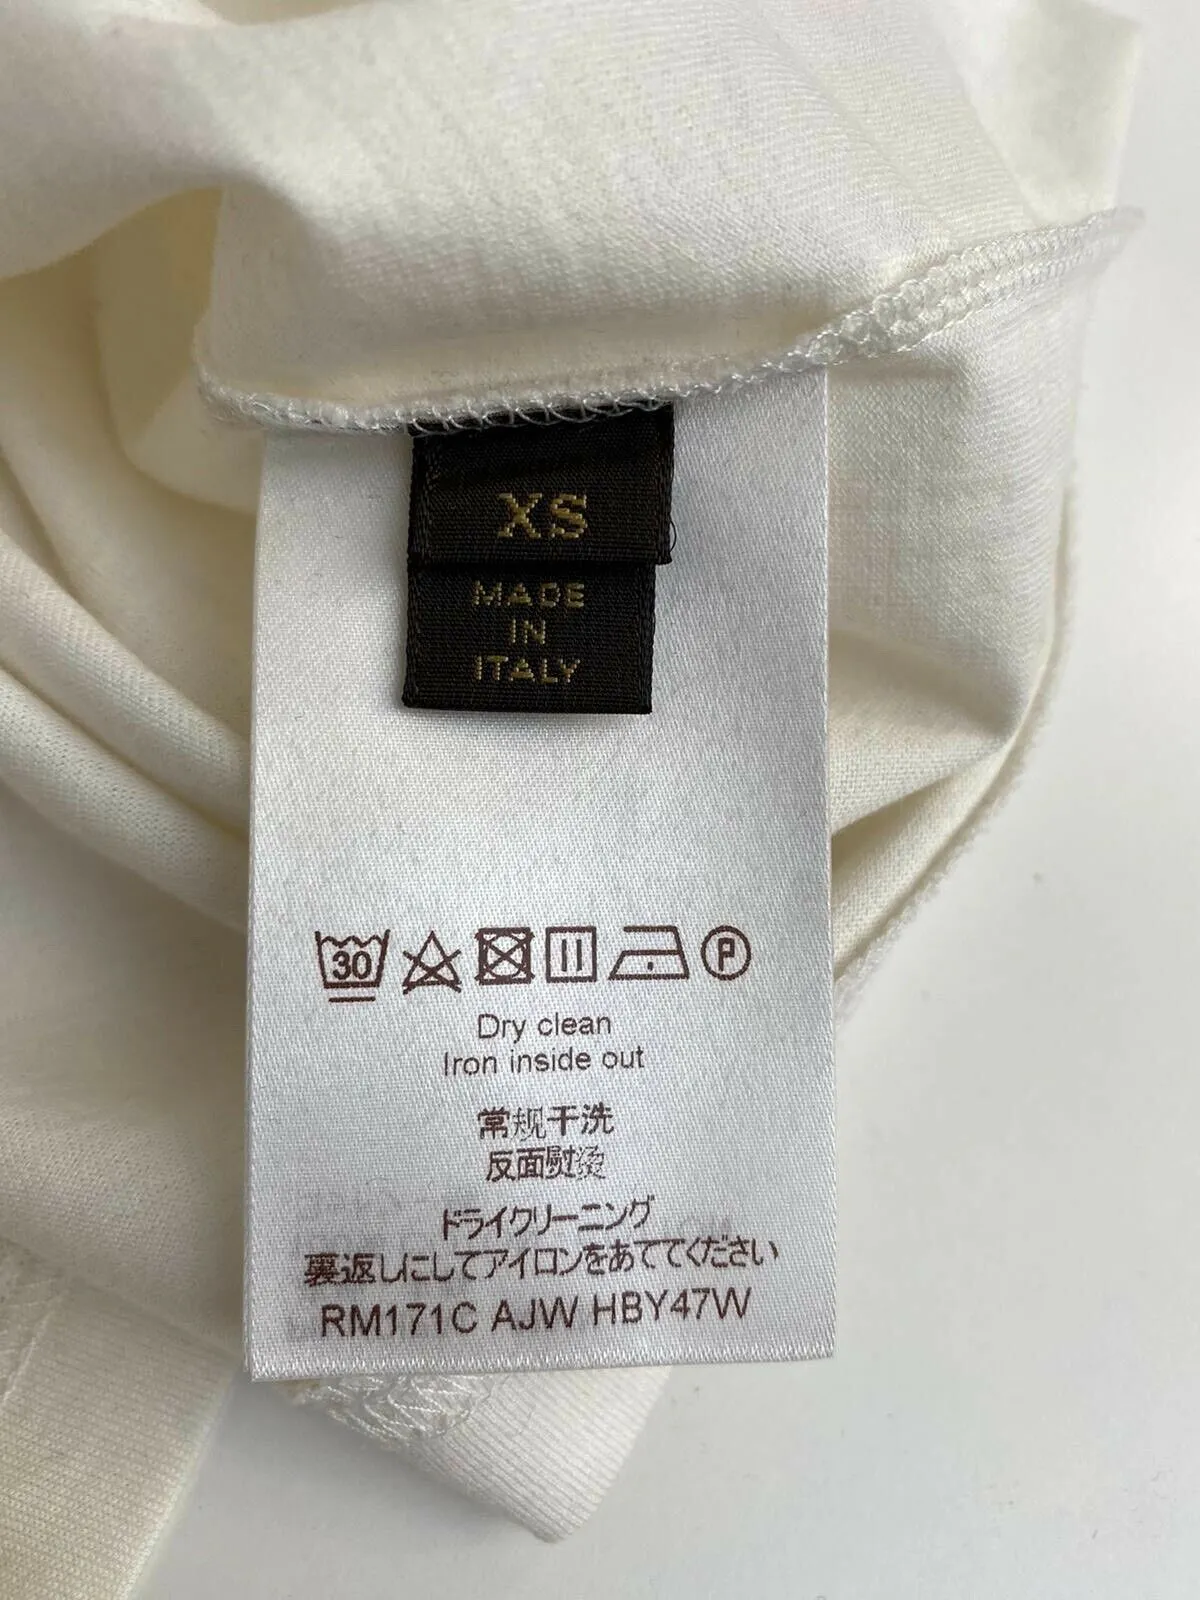 XS
MADE
IN
ITALY
30 P
Dry clean
Iron inside out
常规干洗
反面熨烫
ドライクリーニング
裏返しにしてアイロンをあててください
RM171C AJW HBY47W